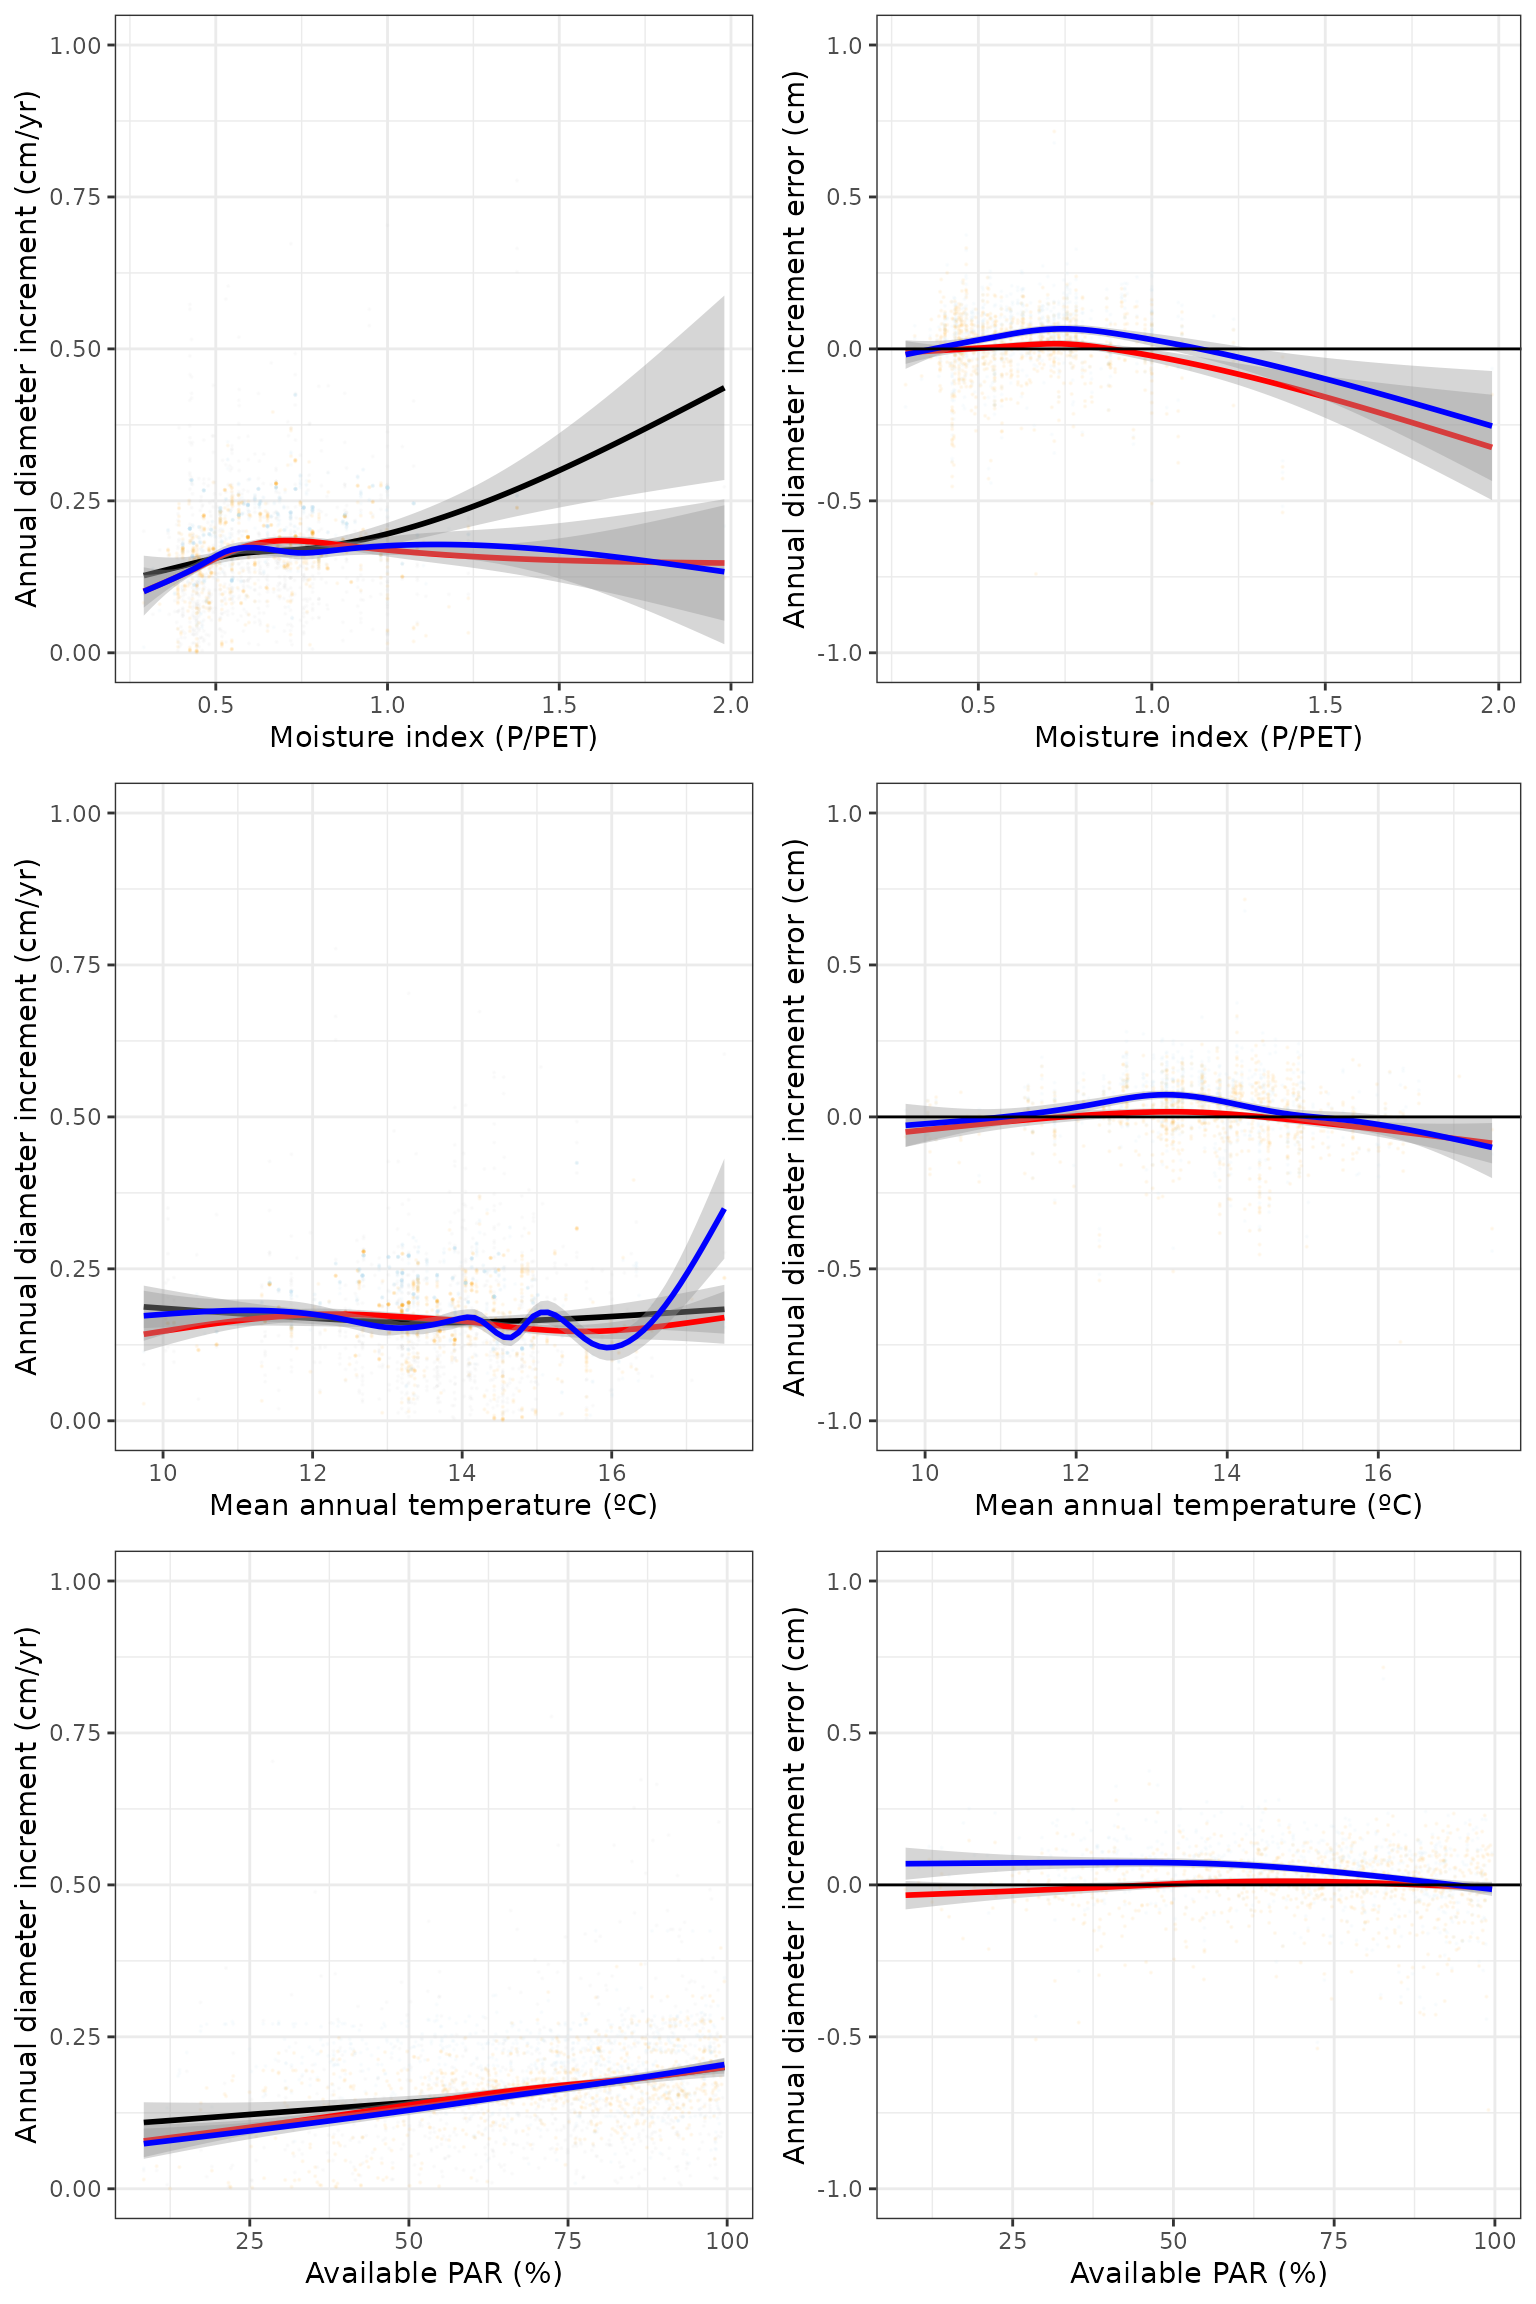 Annual diameter increment (cm/yr)
1.00
0.75
0.50
0.25
0.00
0.5 1.0 1.5 2.0
Moisture index (P/PET)
Annual diameter increment error (cm)
1.0
0.5
0.0
-0.5
-1.0
0.5 1.0 1.5 2.0
Moisture index (P/PET)
Annual diameter increment (cm/yr)
1.00
0.75
0.50
0.25
0.00
10 12 14 16
Mean annual temperature (ºC)
Annual diameter increment error (cm)
1.0
0.5
0.0
-0.5
-1.0
10 12 14 16
Mean annual temperature (ºC)
Annual diameter increment (cm/yr)
1.00
0.75
0.50
0.25
0.00
25 50 75 100
Available PAR (%)
Annual diameter increment error (cm)
1.0
0.5
0.0
-0.5
-1.0
25 50 75 100
Available PAR (%)